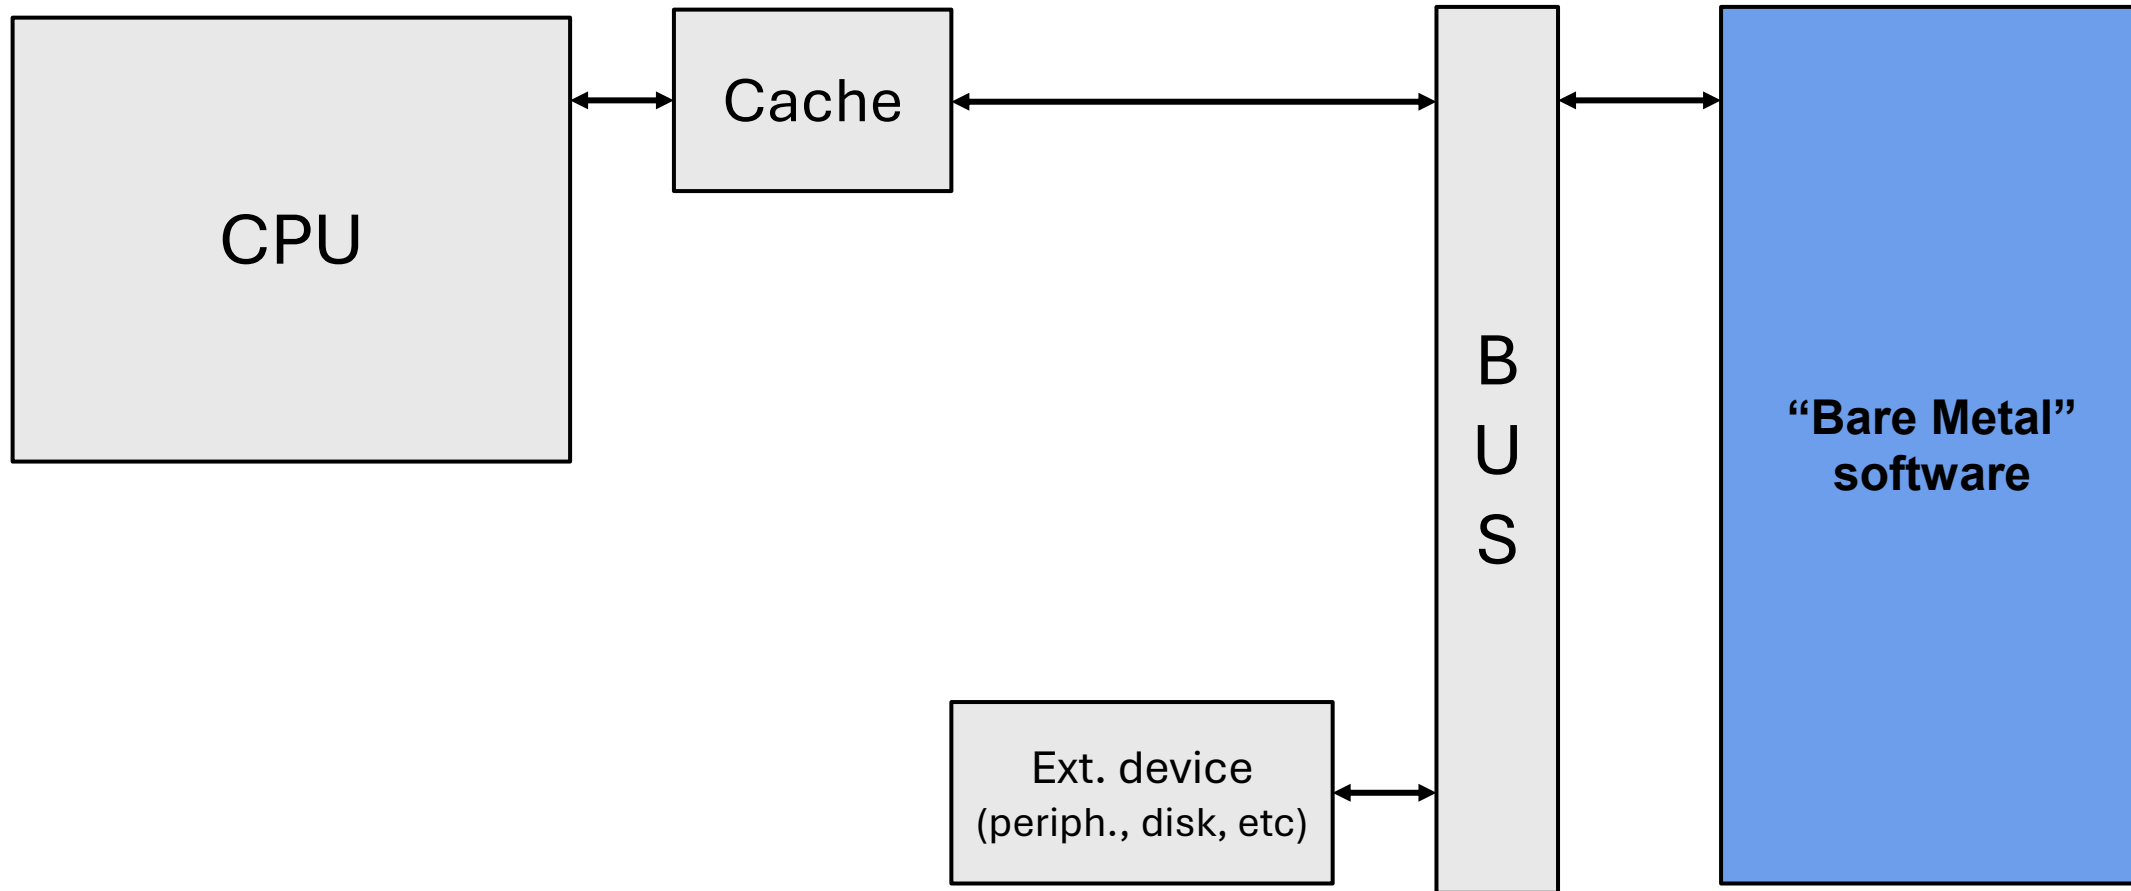 CPU
Cache
B
U
S
“Bare Metal”
software
Ext. device
(periph., disk, etc)